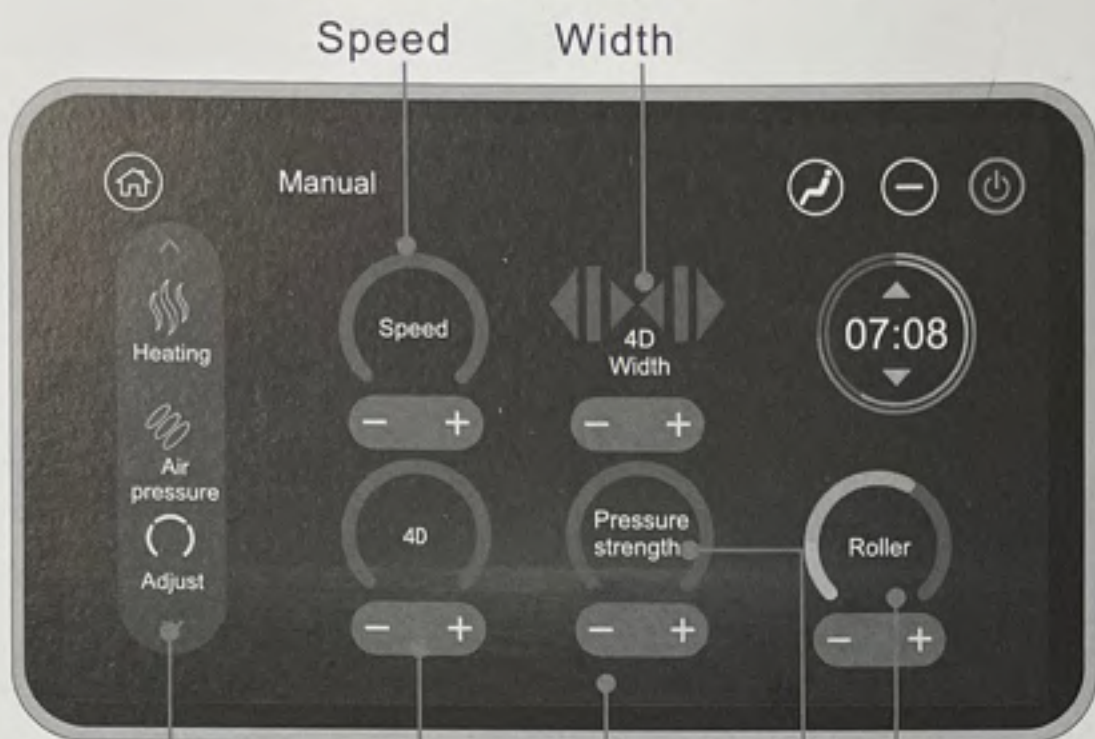 Speed Width
Manual
Heating
Speed
4D
Width
07:08
− +
− +
Air
pressure
4D
Pressure
strength
Roller
Adjust
− +
− +
− +